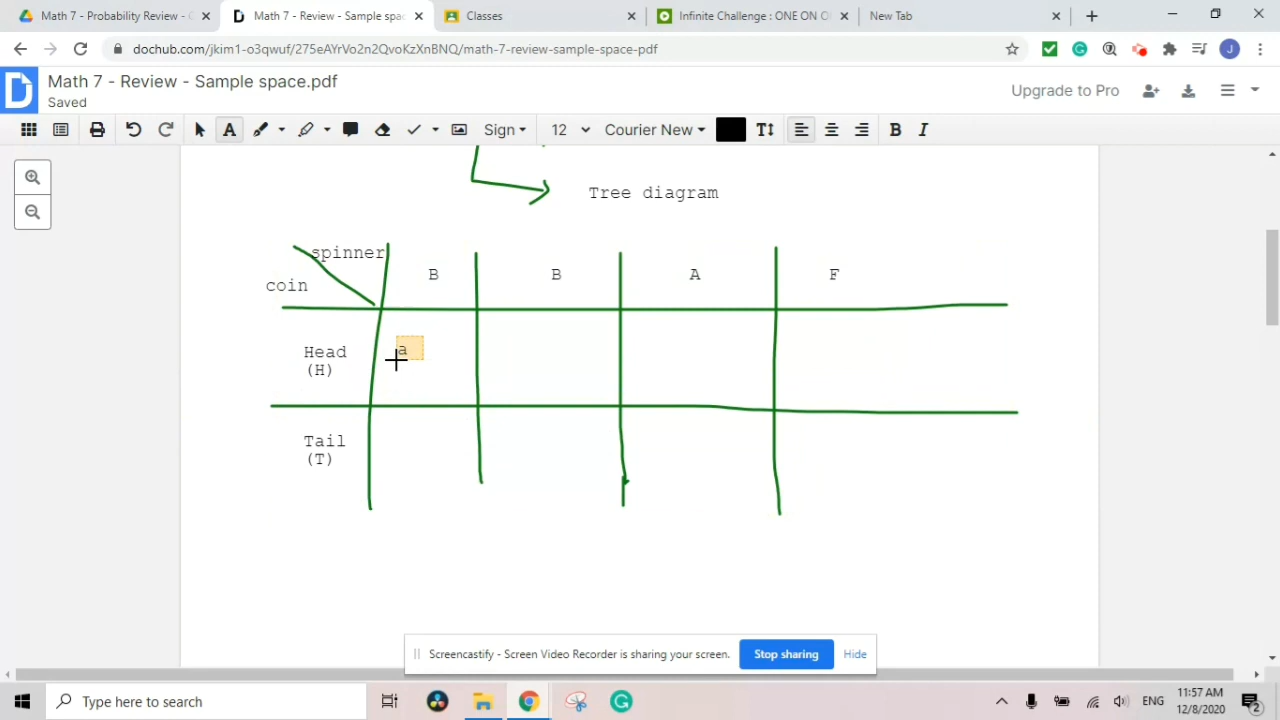 Math 7 - Probability Review - G
Math 7 - Review - Sample spac
Classes
Infinite Challenge : ONE ON O
New Tab
dochub.com/jkim1-o3qwuf/275eAYrVo2n2QvoKzXnBNQ/math-7-review-sample-space-pdf
Math 7 - Review - Sample space.pdf
Saved
Upgrade to Pro
Sign
12
Courier New
B
I
Tree diagram
spinner
coin
B
B
A
F
Head
(H)
a
Tail
(T)
Screencastify - Screen Video Recorder is sharing your screen.
Stop sharing
Hide
Type here to search
ENG
11:57 AM
12/8/2020
2